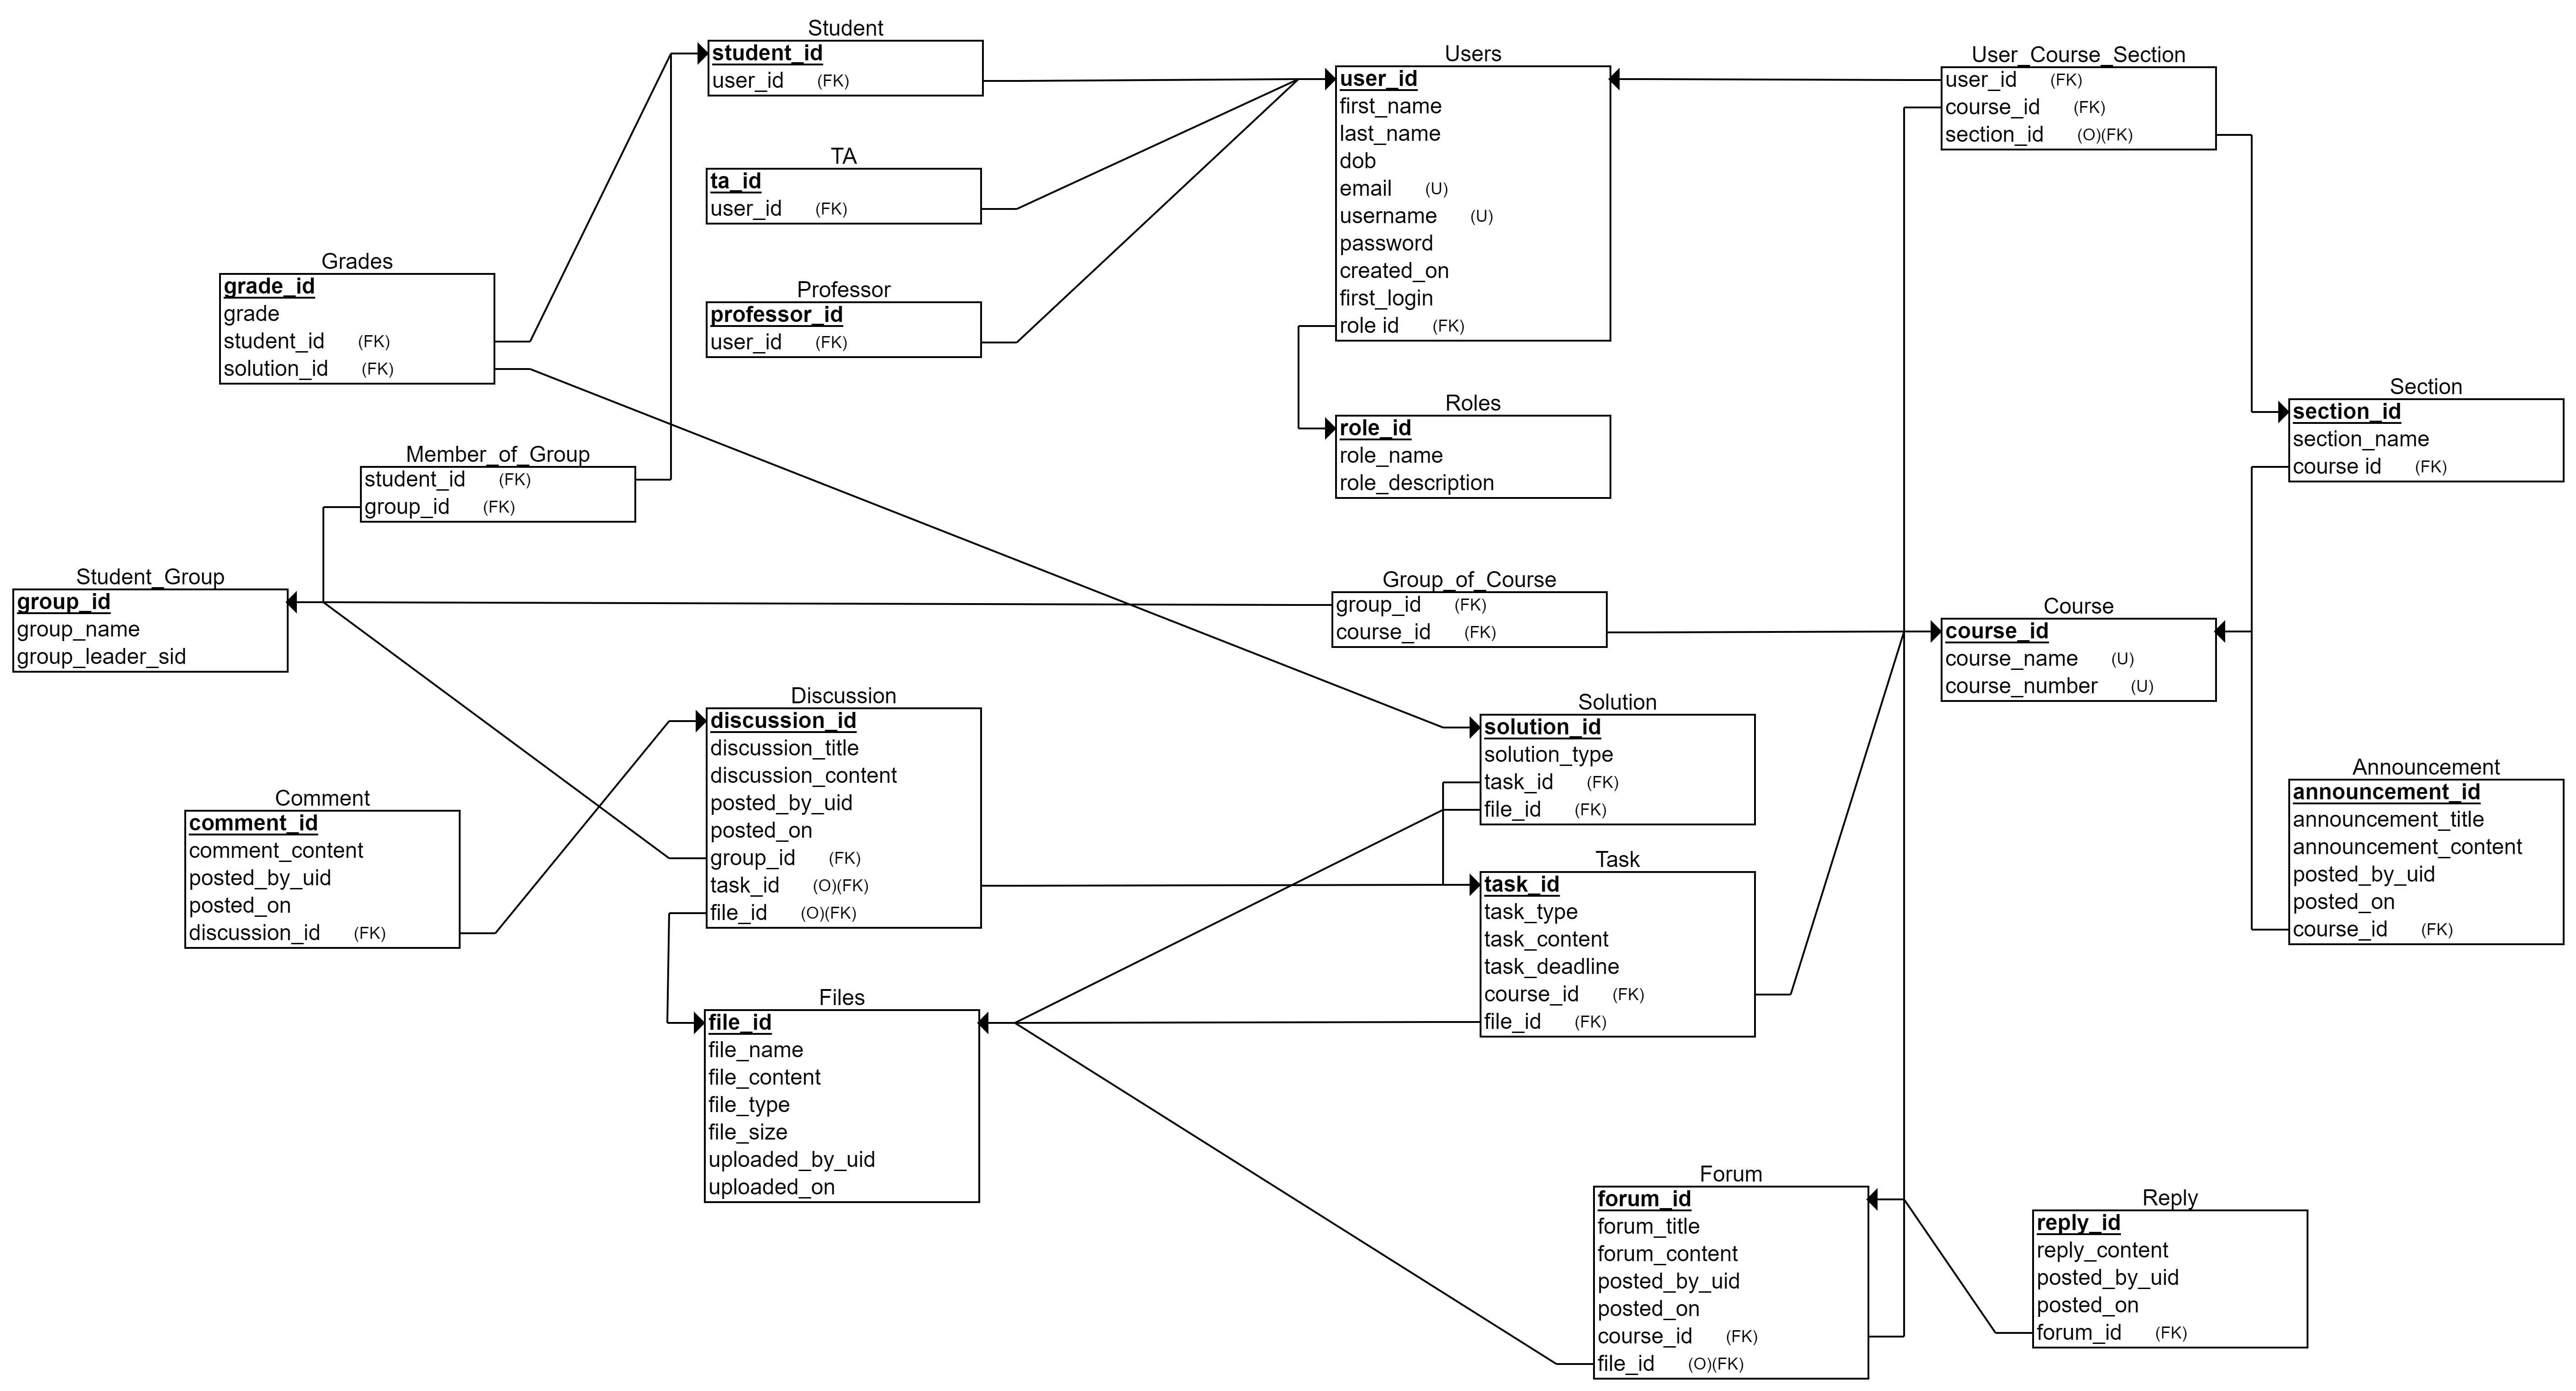 Student
student_id
user_id (FK)
Users
user_id
first_name
last_name
dob
email (U)
username (U)
password
created_on
first_login
role id (FK)
User_Course_Section
user_id (FK)
course_id (FK)
section_id (O)(FK)
TA
ta_id
user_id (FK)
Grades
grade_id
grade
student_id (FK)
solution_id (FK)
Professor
professor_id
user_id (FK)
Roles
role_id
role_name
role_description
Section
section_id
section_name
course id (FK)
Member_of_Group
student_id (FK)
group_id (FK)
Student_Group
group_id
group_name
group_leader_sid
Group_of_Course
group_id (FK)
course_id (FK)
Course
course_id
course_name (U)
course_number (U)
Discussion
discussion_id
discussion_title
discussion_content
posted_by_uid
posted_on
group_id (FK)
task_id (O)(FK)
file_id (O)(FK)
Solution
solution_id
solution_type
task_id (FK)
file_id (FK)
Announcement
announcement_id
announcement_title
announcement_content
posted_by_uid
posted_on
course_id (FK)
Comment
comment_id
comment_content
posted_by_uid
posted_on
discussion_id (FK)
Task
task_id
task_type
task_content
task_deadline
course_id (FK)
file_id (FK)
Files
file_id
file_name
file_content
file_type
file_size
uploaded_by_uid
uploaded_on
Forum
forum_id
forum_title
forum_content
posted_by_uid
posted_on
course_id (FK)
file_id (O)(FK)
Reply
reply_id
reply_content
posted_by_uid
posted_on
forum_id (FK)